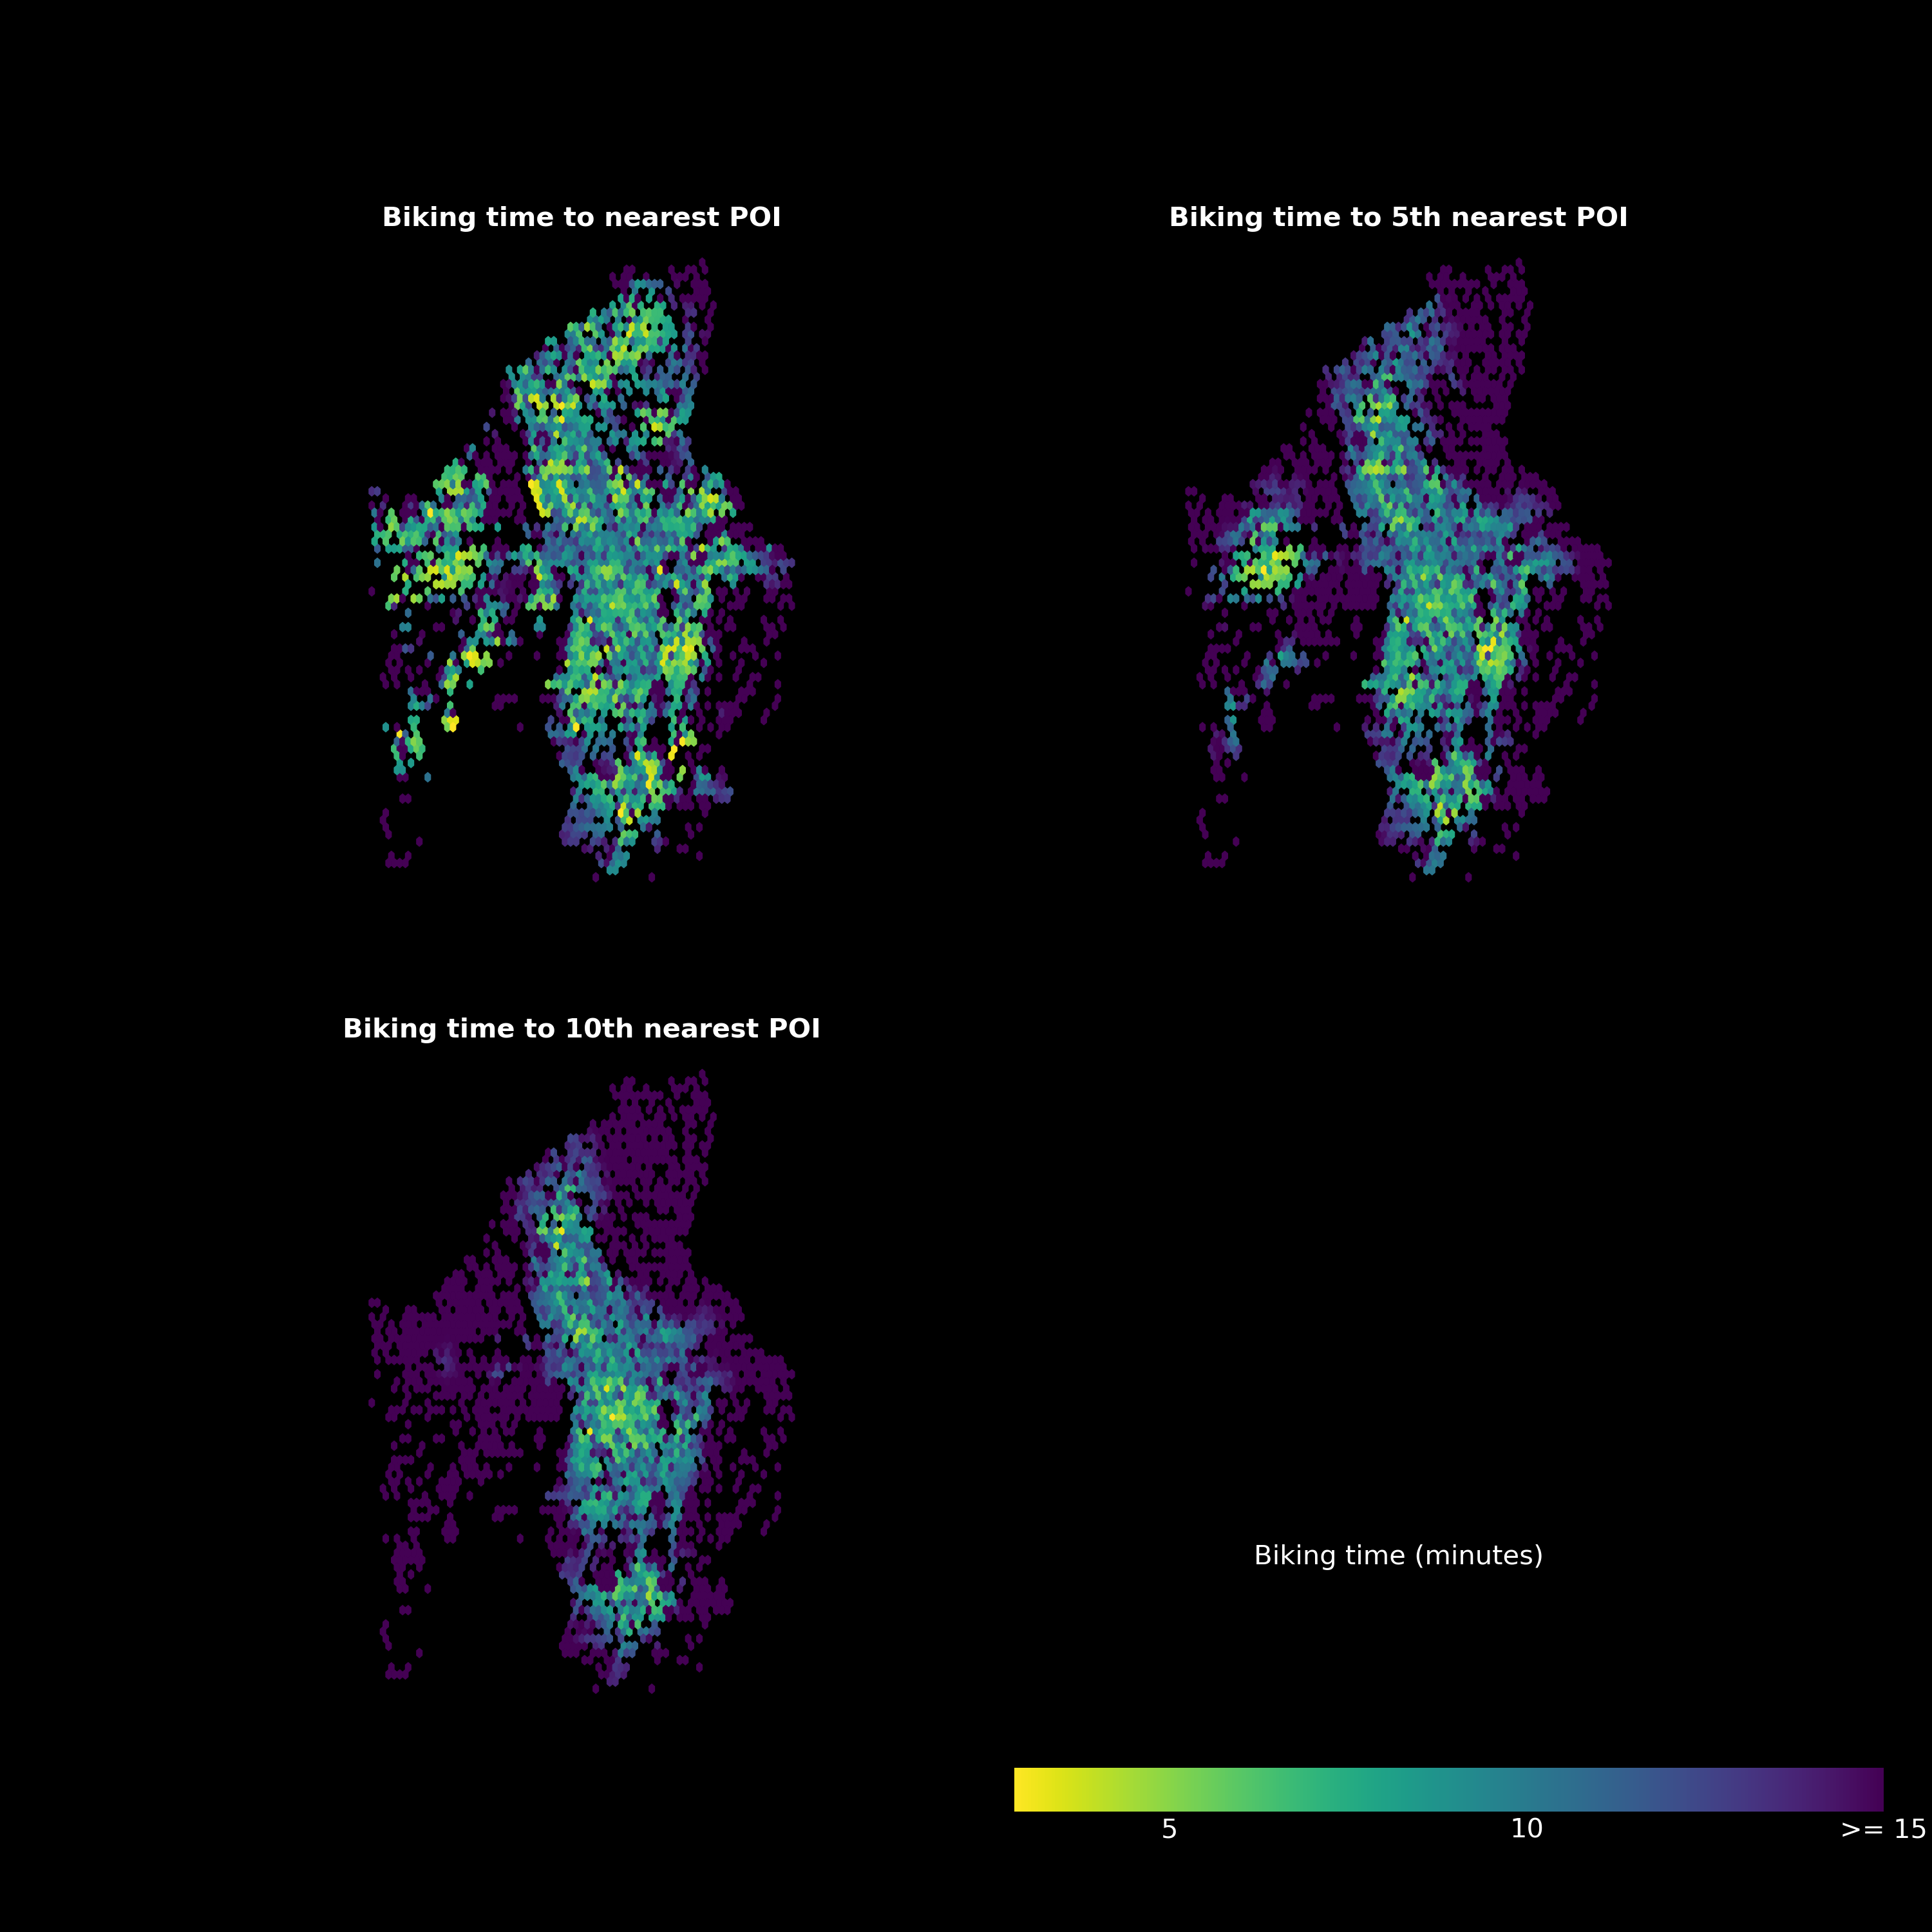 Biking time to nearest POI
Biking time to 5th nearest POI
Biking time to 10th nearest POI
Biking time (minutes)
5
10
>= 15